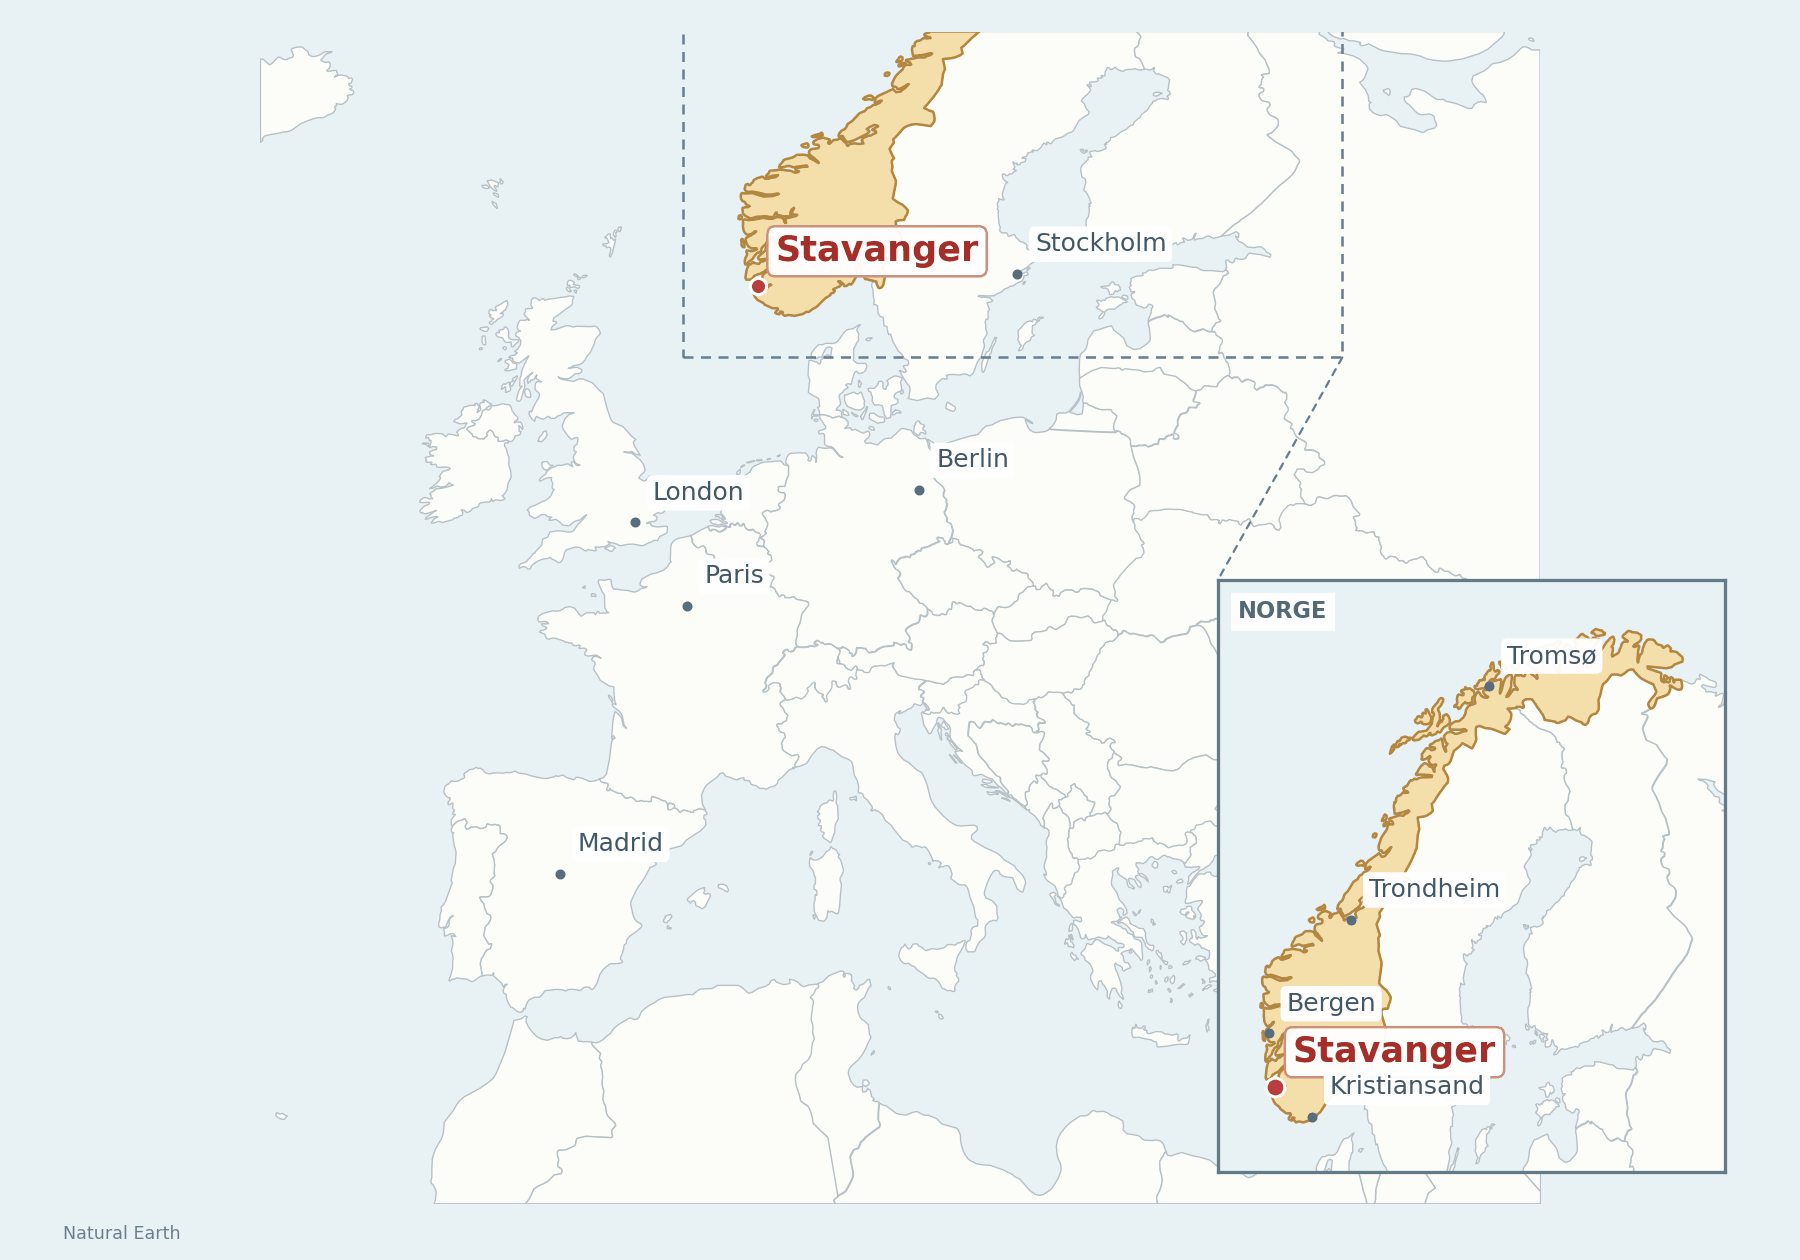 Stavanger
Stockholm
Berlin
London
Paris
Madrid
NORGE
Tromsø
Trondheim
Bergen
Stavanger
Kristiansand
Natural Earth